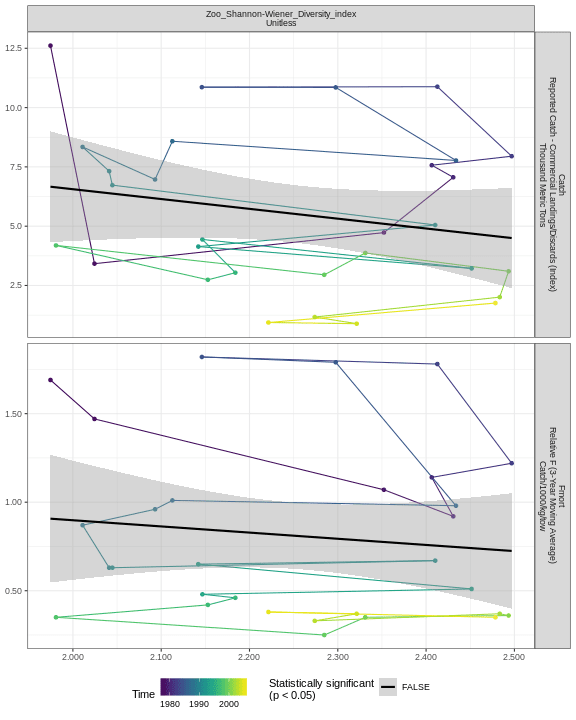 Zoo_Shannon-Wiener_Diversity_index
Unitless
12.5
10.0
7.5
5.0
2.5
Catch
Reported Catch - Commercial Landings/Discards (Index)
Thousand Metric Tons
1.50
1.00
0.50
Fmort
Relative F (3-Year Moving Average)
Catch/1000/kg/tow
2.000
2.100
2.200
2.300
2.400
2.500
Time
1980
1990
2000
Statistically significant
(p < 0.05)
FALSE